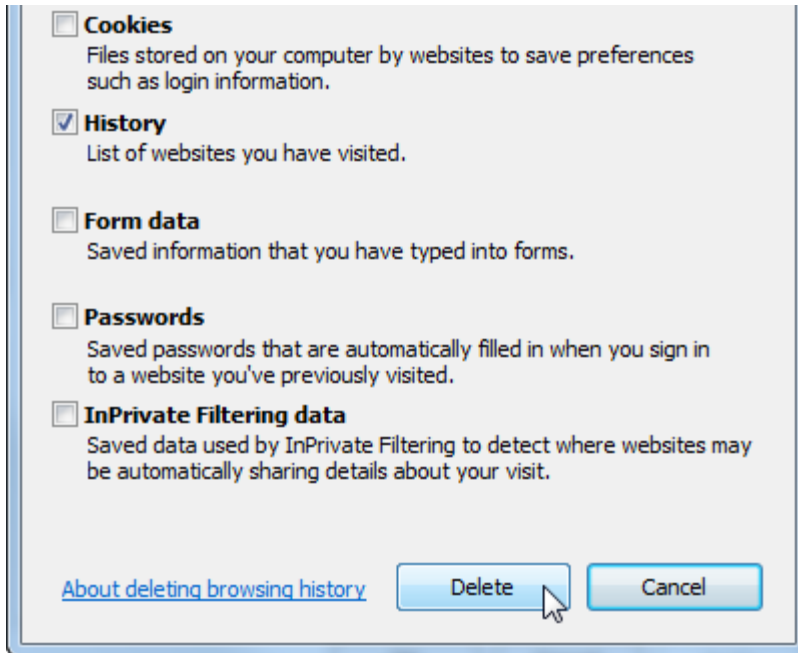 Cookies
Files stored on your computer by websites to save preferences
such as login information.
History
List of websites you have visited.
Form data
Saved information that you have typed into forms.
Passwords
Saved passwords that are automatically filled in when you sign in
to a website you've previously visited.
InPrivate Filtering data
Saved data used by InPrivate Filtering to detect where websites may
be automatically sharing details about your visit.
About deleting browsing history Delete Cancel